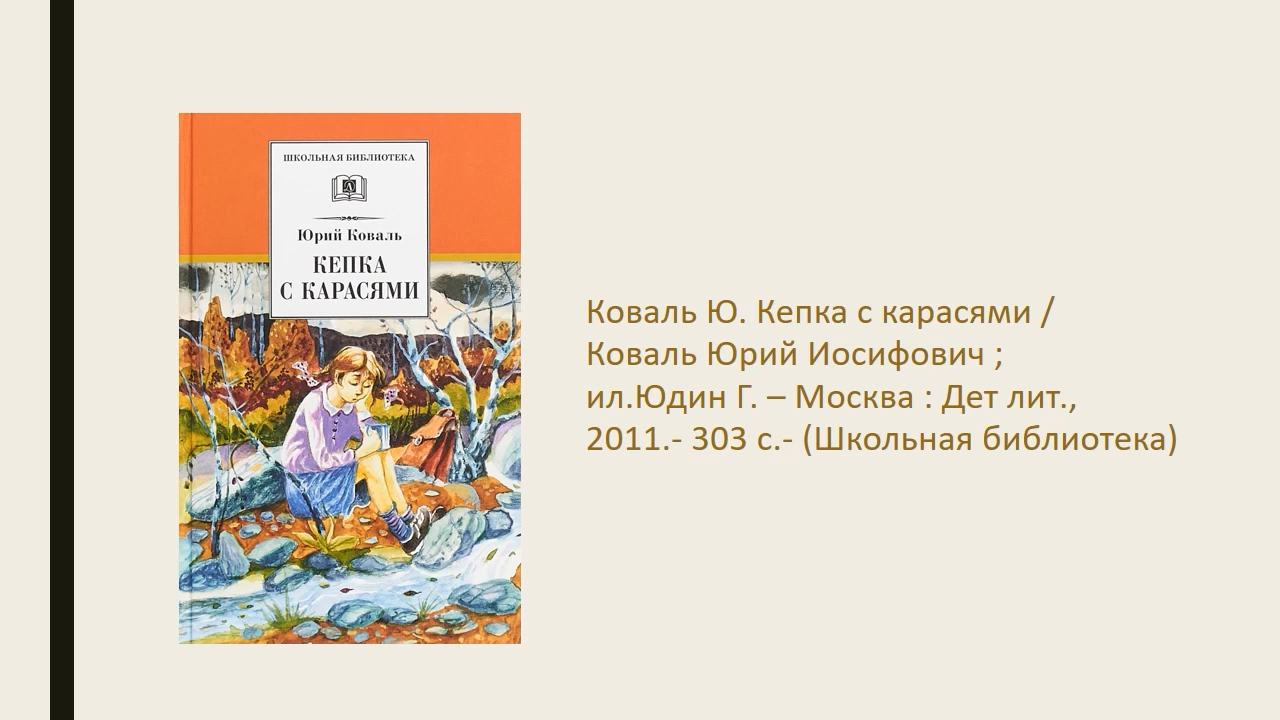 ШКОЛЬНАЯ БИБЛИОТЕКА
Юрий Коваль
КЕПКА
С КАРАСЯМИ
Коваль Ю. Кепка с карасями /
Коваль Юрий Иосифович ;
ил.Юдин Г. – Москва : Дет лит.,
2011.- 303 с.- (Школьная библиотека)